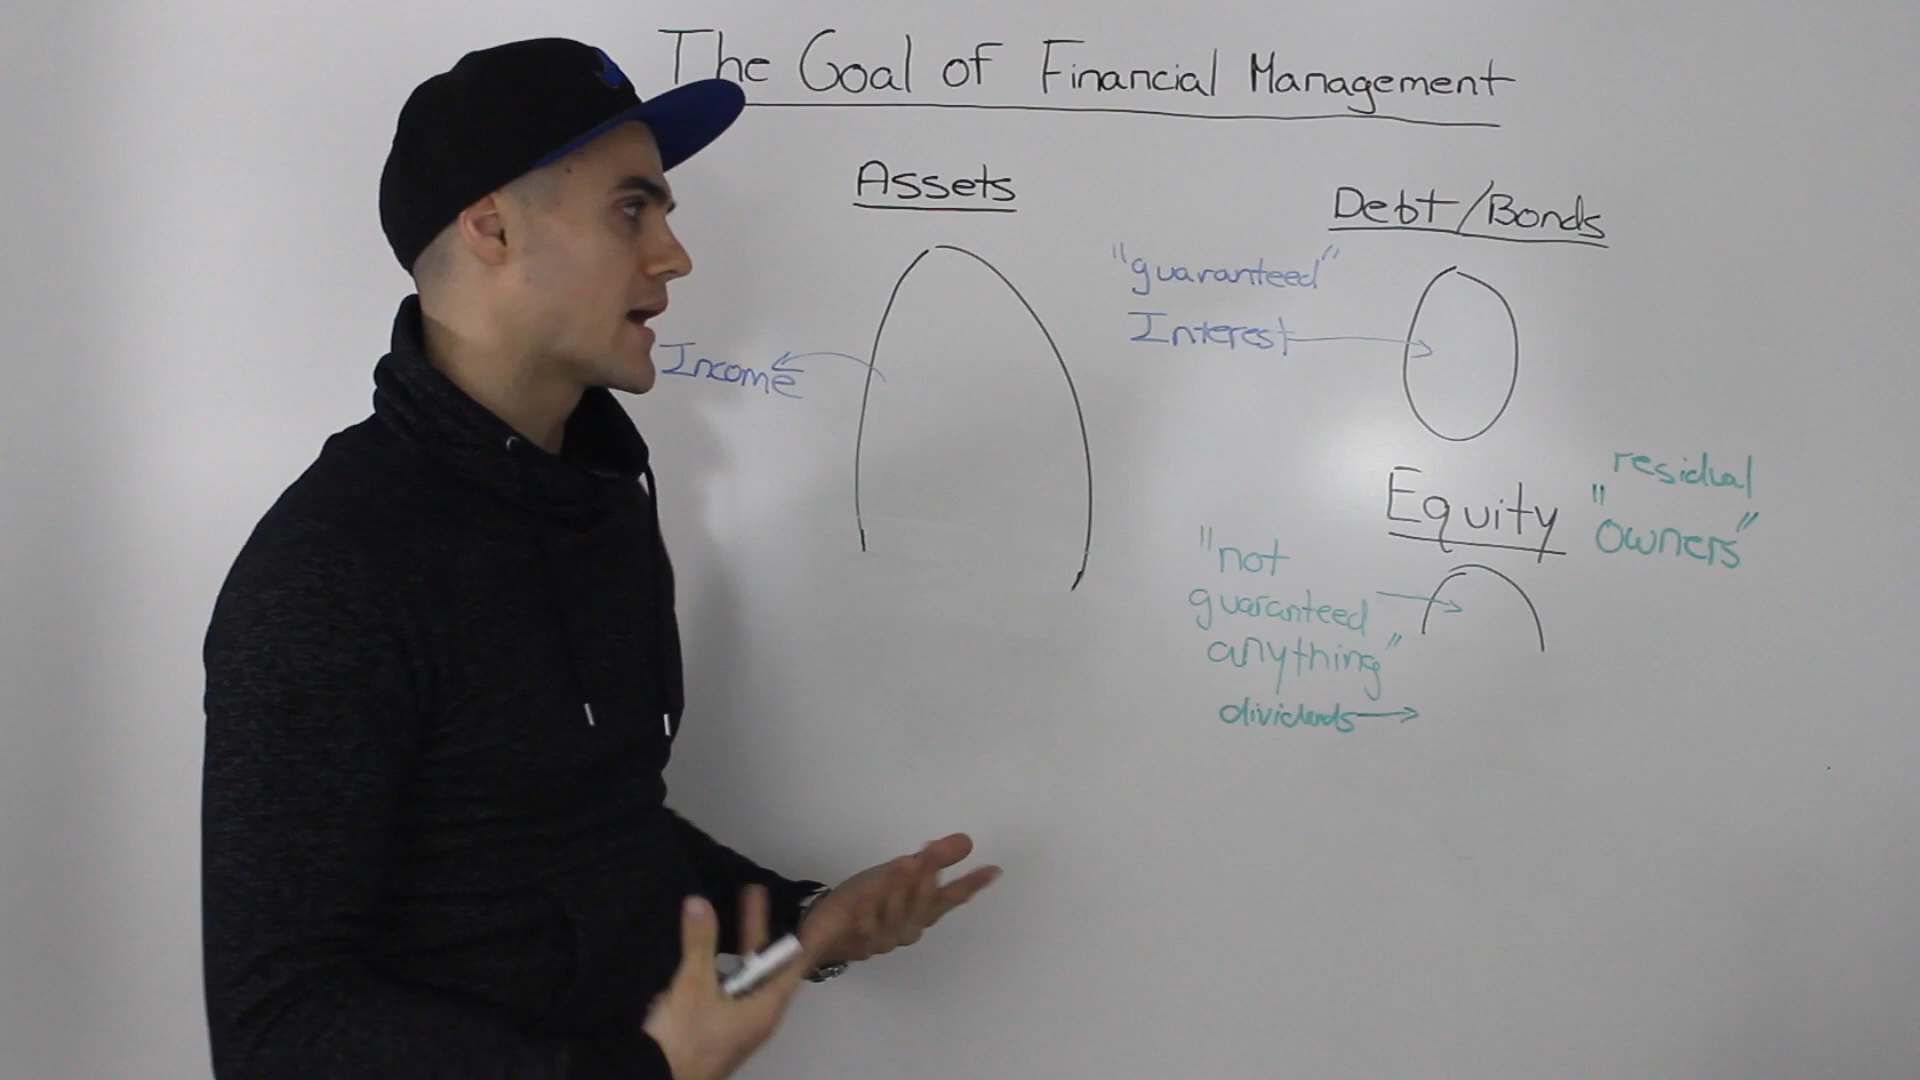 The Goal of Financial Management
Assets
Income
Debt/Bonds
"guaranteed"
Interest
Equity
residual
"owners"
"not
guaranteed
anything"
dividends